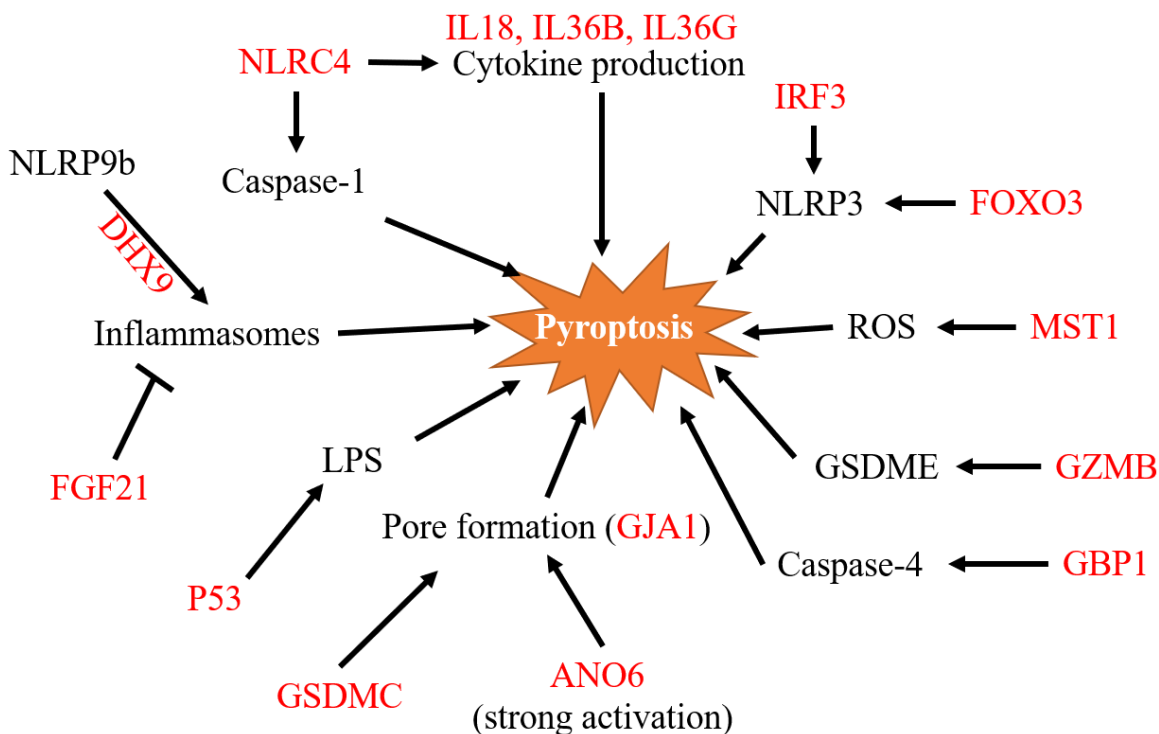 IL18, IL36B, IL36G
NLRC4
Cytokine production
IRF3
NLRP9b
Caspase-1
NLRP3
FOXO3
DHX9
Inflammasomes
Pyroptosis
ROS
MST1
LPS
GSDME
GZMB
FGF21
Pore formation (GJA1)
Caspase-4
GBP1
P53
GSDMC
ANO6
(strong activation)